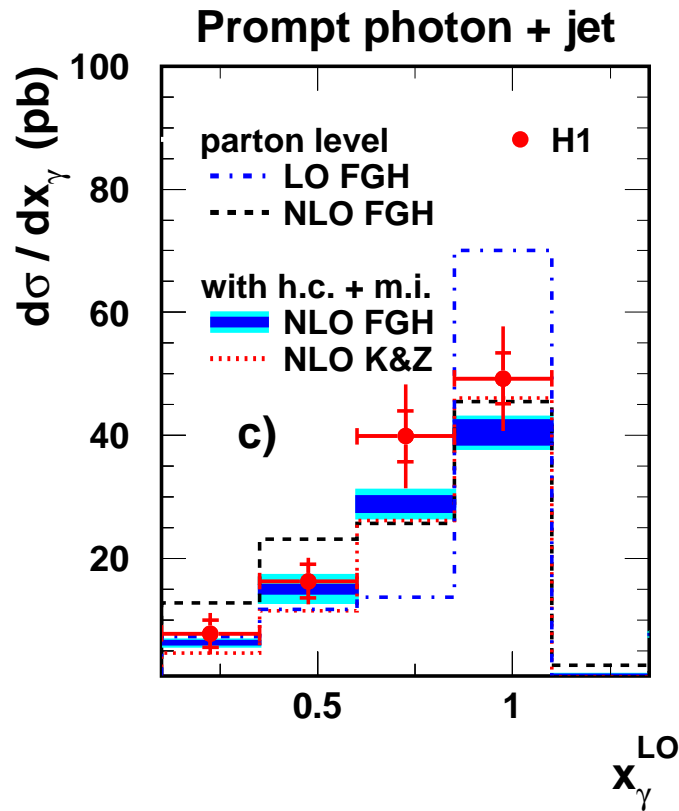 Prompt photon + jet
dσ / dx_γ (pb)
100
80
60
40
20
parton level
LO FGH
NLO FGH
H1
with h.c. + m.i.
NLO FGH
NLO K&Z
c)
0.5 1
x_γ^LO